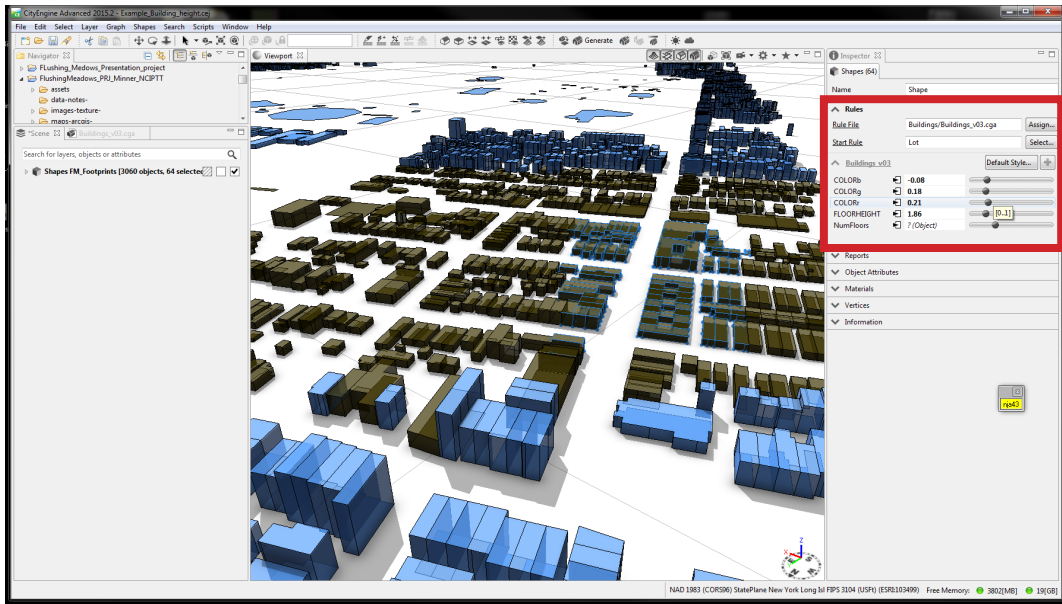 CityEngine Advanced 2015.2 - Example_Building_height.cej
File Edit Select Layer Graph Shapes Search Scripts Window Help
Generate
Navigator
FLushing_Medows_Presentation_project
FlushingMeadows_PRJ_Minner_NCIPTT
assets
data-notes-
images-texture-
maps-arcgis-
*Scene Buildings_v03.cga
Search for layers, objects or attributes
Shapes FM_Footprints [3060 objects, 64 selected]
Viewport
Z
X
Inspector
Shapes (64)
Name Shape
Rules
Rule File Buildings/Buildings_v03.cga Assign...
Start Rule Lot Select...
Buildings_v03 Default Style...
COLORb -0.08
COLORg 0.18
COLORr 0.21
FLOORHEIGHT 1.86 [0..1]
NumFloors ? (Object)
Reports
Object Attributes
Materials
Vertices
Information
nja43
NAD 1983 (CORS96) StatePlane New York Long Isl FIPS 3104 (USFt) (ESRI:103499) Free Memory: 3802[MB] 19[GB]